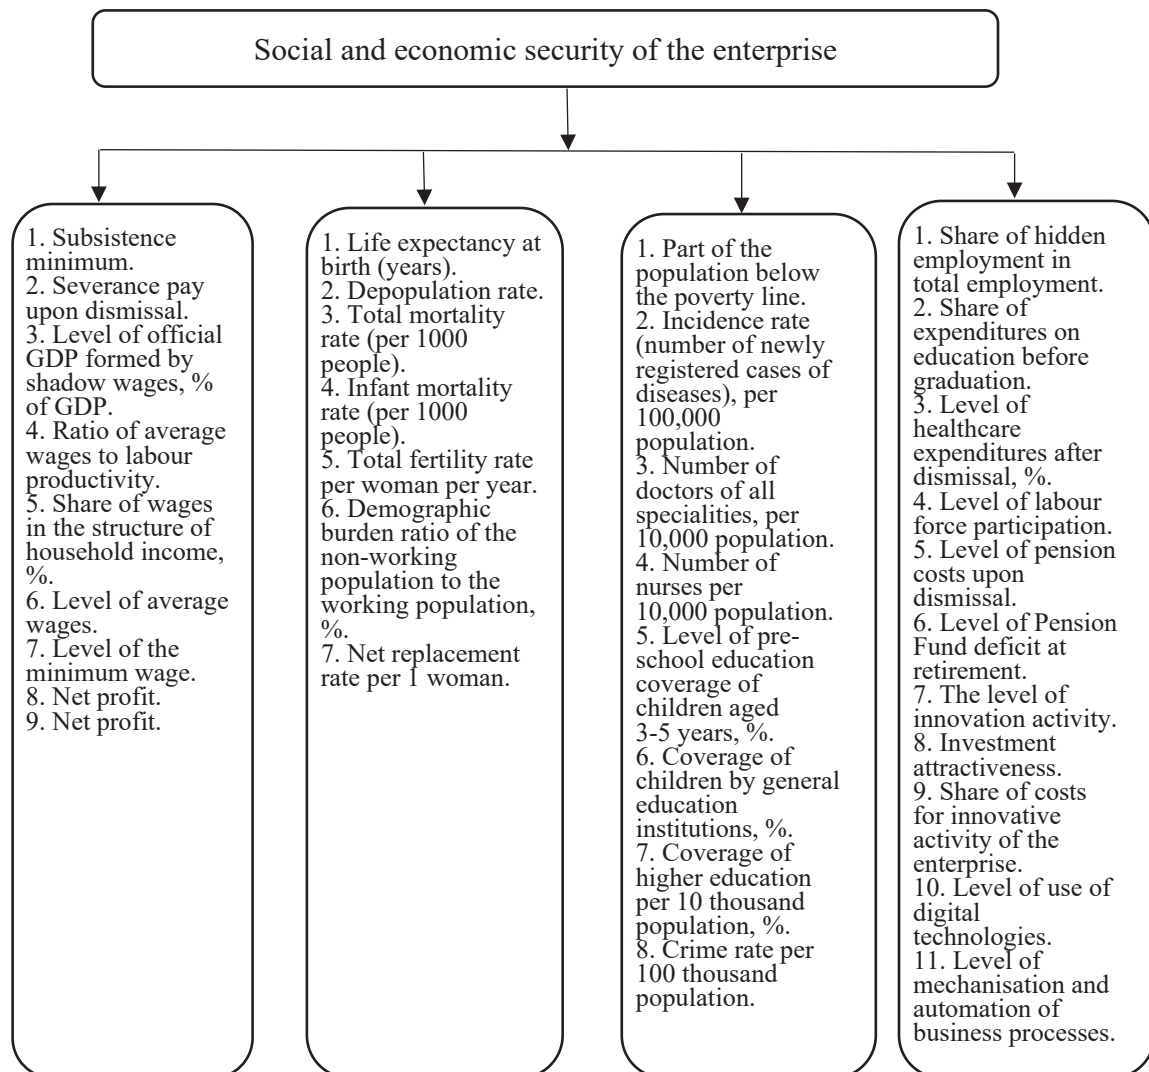 Social and economic security of the enterprise
1. Subsistence
minimum.
2. Severance pay
upon dismissal.
3. Level of official
GDP formed by
shadow wages, %
of GDP.
4. Ratio of average
wages to labour
productivity.
5. Share of wages
in the structure of
household income,
%.
6. Level of average
wages.
7. Level of the
minimum wage.
8. Net profit.
9. Net profit.
1. Life expectancy at
birth (years).
2. Depopulation rate.
3. Total mortality
rate (per 1000
people).
4. Infant mortality
rate (per 1000
people).
5. Total fertility rate
per woman per year.
6. Demographic
burden ratio of the
non-working
population to the
working population,
%.
7. Net replacement
rate per 1 woman.
1. Part of the
population below
the poverty line.
2. Incidence rate
(number of newly
registered cases of
diseases), per
100,000
population.
3. Number of
doctors of all
specialities, per
10,000 population.
4. Number of
nurses per
10,000 population.
5. Level of pre-
school education
coverage of
children aged
3-5 years, %.
6. Coverage of
children by general
education
institutions, %.
7. Coverage of
higher education
per 10 thousand
population, %.
8. Crime rate per
100 thousand
population.
1. Share of hidden
employment in
total employment.
2. Share of
expenditures on
education before
graduation.
3. Level of
healthcare
expenditures after
dismissal, %.
4. Level of labour
force participation.
5. Level of pension
costs upon
dismissal.
6. Level of Pension
Fund deficit at
retirement.
7. The level of
innovation activity.
8. Investment
attractiveness.
9. Share of costs
for innovative
activity of the
enterprise.
10. Level of use of
digital
technologies.
11. Level of
mechanisation and
automation of
business processes.